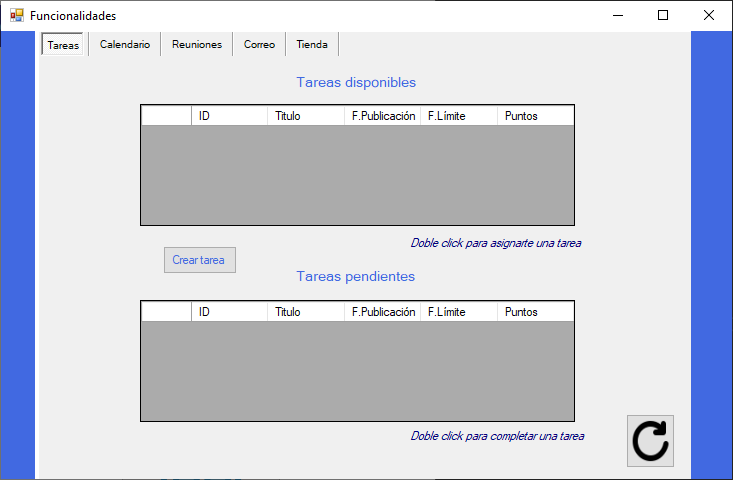 Funcionalidades
Tareas Calendario Reuniones Correo Tienda
Tareas disponibles
ID Titulo F.Publicación F.Límite Puntos
Doble click para asignarte una tarea
Crear tarea
Tareas pendientes
ID Titulo F.Publicación F.Límite Puntos
Doble click para completar una tarea